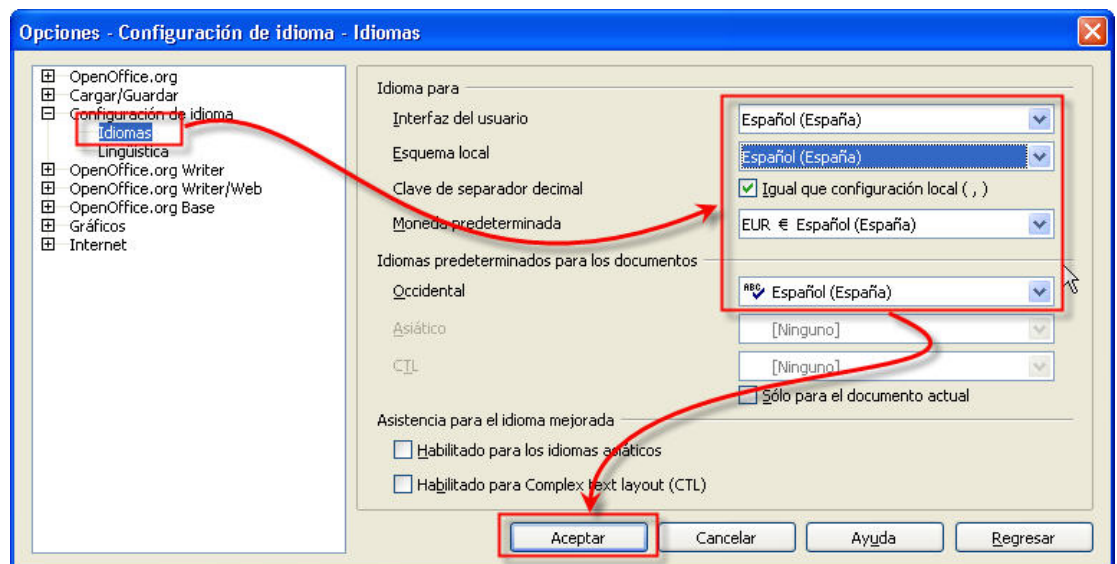 Opciones - Configuración de idioma - Idiomas
OpenOffice.org
Cargar/Guardar
Configuración de idioma
Idiomas
Lingüística
OpenOffice.org Writer
OpenOffice.org Writer/Web
OpenOffice.org Base
Gráficos
Internet
Idioma para
Interfaz del usuario Español (España)
Esquema local Español (España)
Clave de separador decimal Igual que configuración local ( , )
Moneda predeterminada EUR € Español (España)
Idiomas predeterminados para los documentos
Occidental ABC Español (España)
Asiático [Ninguno]
CTL [Ninguno]
Sólo para el documento actual
Asistencia para el idioma mejorada
Habilitado para los idiomas asiáticos
Habilitado para Complex text layout (CTL)
Aceptar Cancelar Ayuda Regresar